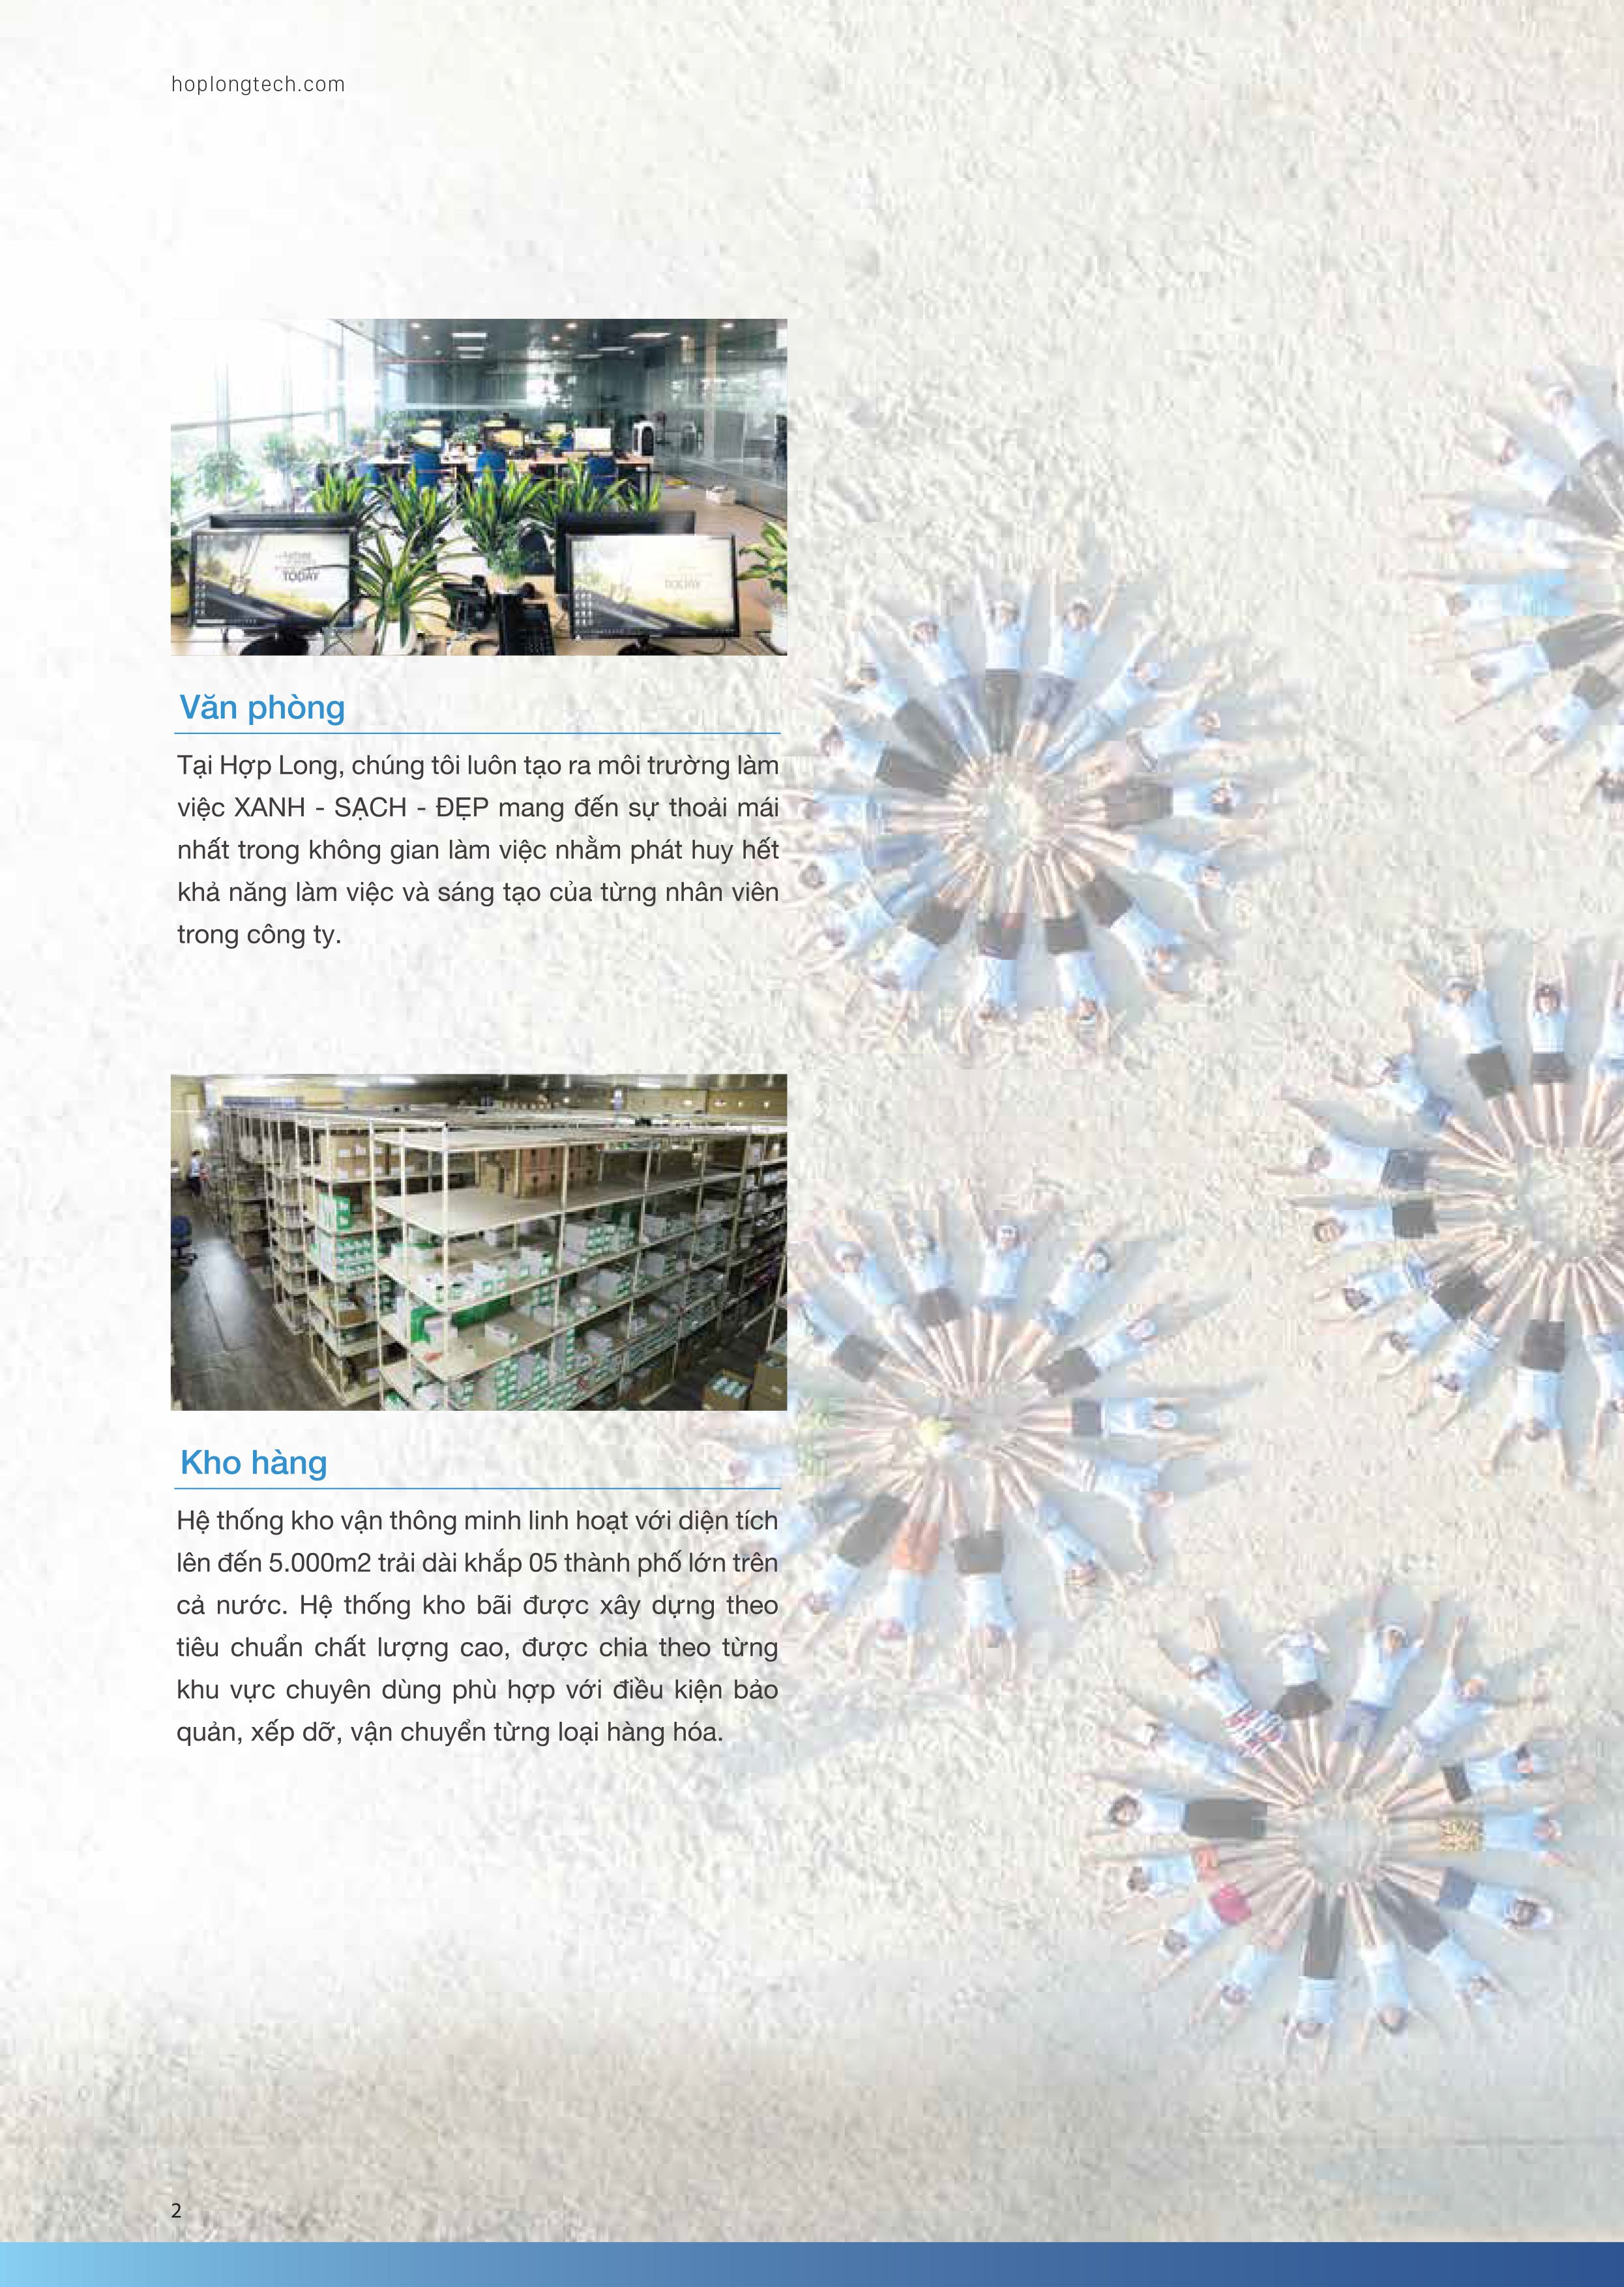 hoplongtech.com
TODAY
TODAY
Văn phòng
Tại Hợp Long, chúng tôi luôn tạo ra môi trường làm
việc XANH - SẠCH - ĐẸP mang đến sự thoải mái
nhất trong không gian làm việc nhằm phát huy hết
khả năng làm việc và sáng tạo của từng nhân viên
trong công ty.
Kho hàng
Hệ thống kho vận thông minh linh hoạt với diện tích
lên đến 5.000m2 trải dài khắp 05 thành phố lớn trên
cả nước. Hệ thống kho bãi được xây dựng theo
tiêu chuẩn chất lượng cao, được chia theo từng
khu vực chuyên dùng phù hợp với điều kiện bảo
quản, xếp dỡ, vận chuyển từng loại hàng hóa.
2